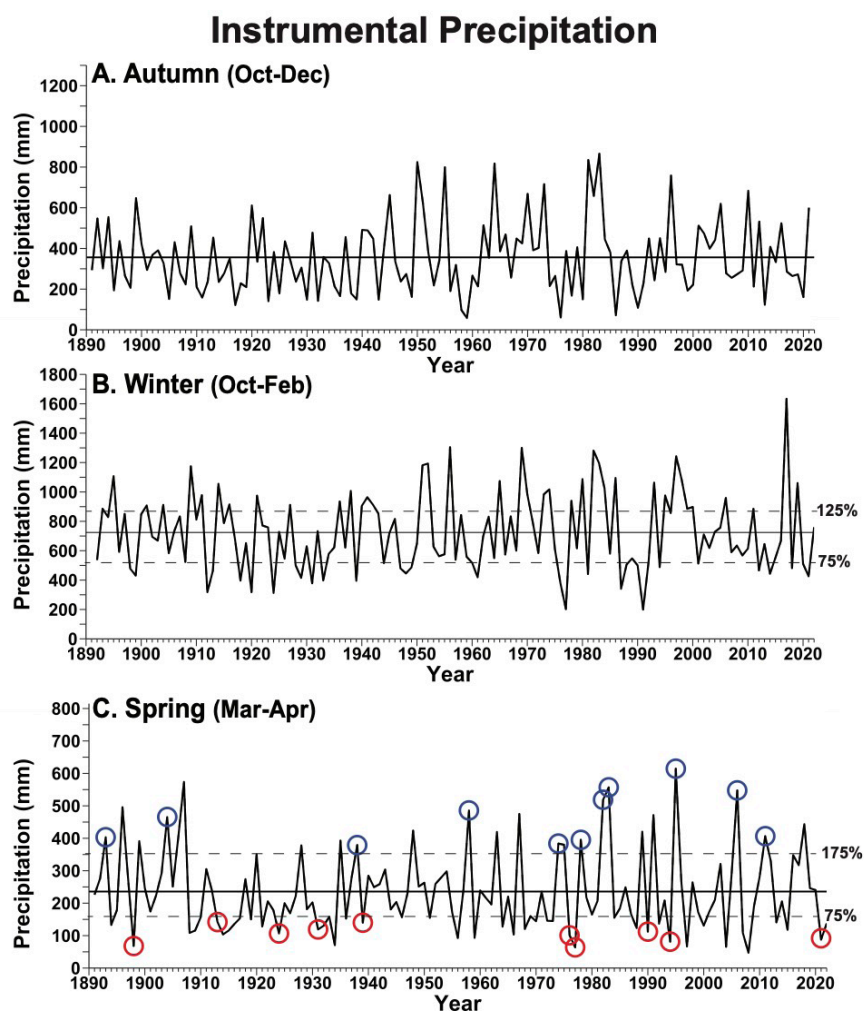 Instrumental Precipitation
A. Autumn (Oct-Dec)
Precipitation (mm)
1200
1000
800
600
400
200
0
1890 1900 1910 1920 1930 1940 1950 1960 1970 1980 1990 2000 2010 2020
Year
B. Winter (Oct-Feb)
Precipitation (mm)
1800
1600
1400
1200
1000
800
600
400
200
0
125%
75%
1890 1900 1910 1920 1930 1940 1950 1960 1970 1980 1990 2000 2010 2020
Year
C. Spring (Mar-Apr)
Precipitation (mm)
800
700
600
500
400
300
200
100
0
175%
75%
1890 1900 1910 1920 1930 1940 1950 1960 1970 1980 1990 2000 2010 2020
Year